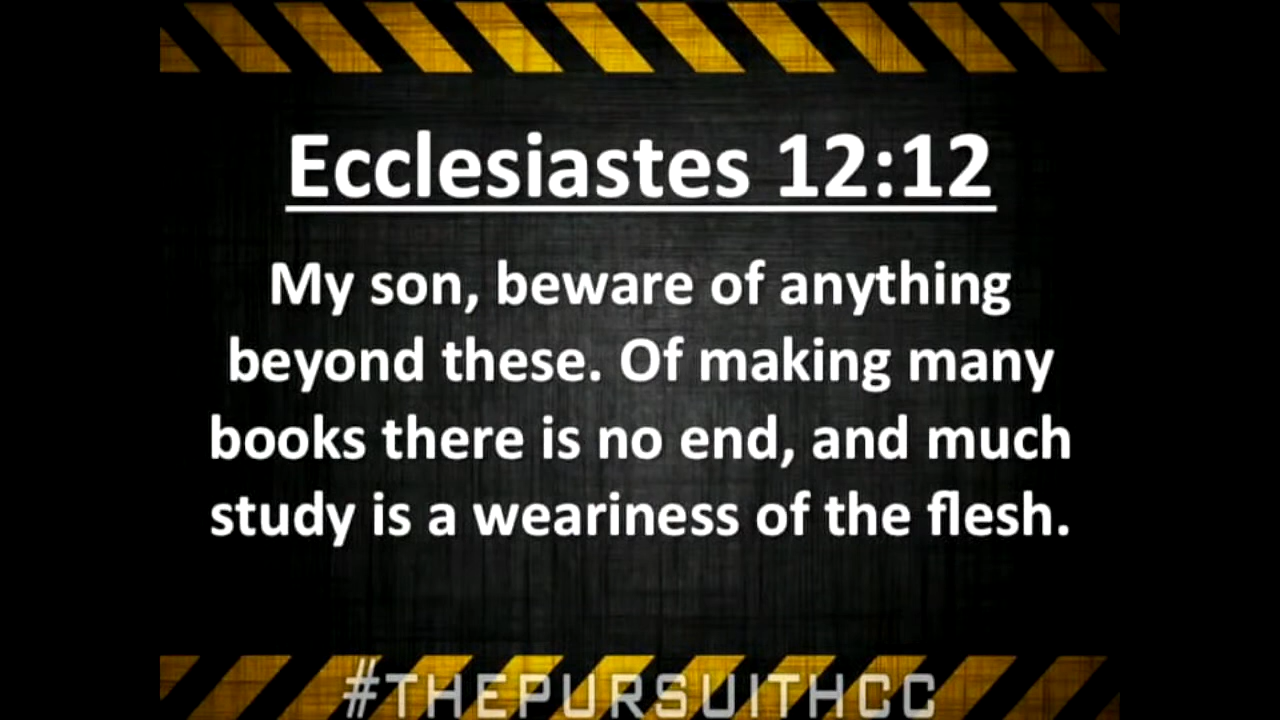 Ecclesiastes 12:12
My son, beware of anything
beyond these. Of making many
books there is no end, and much
study is a weariness of the flesh.
#THEPURSUITHCC